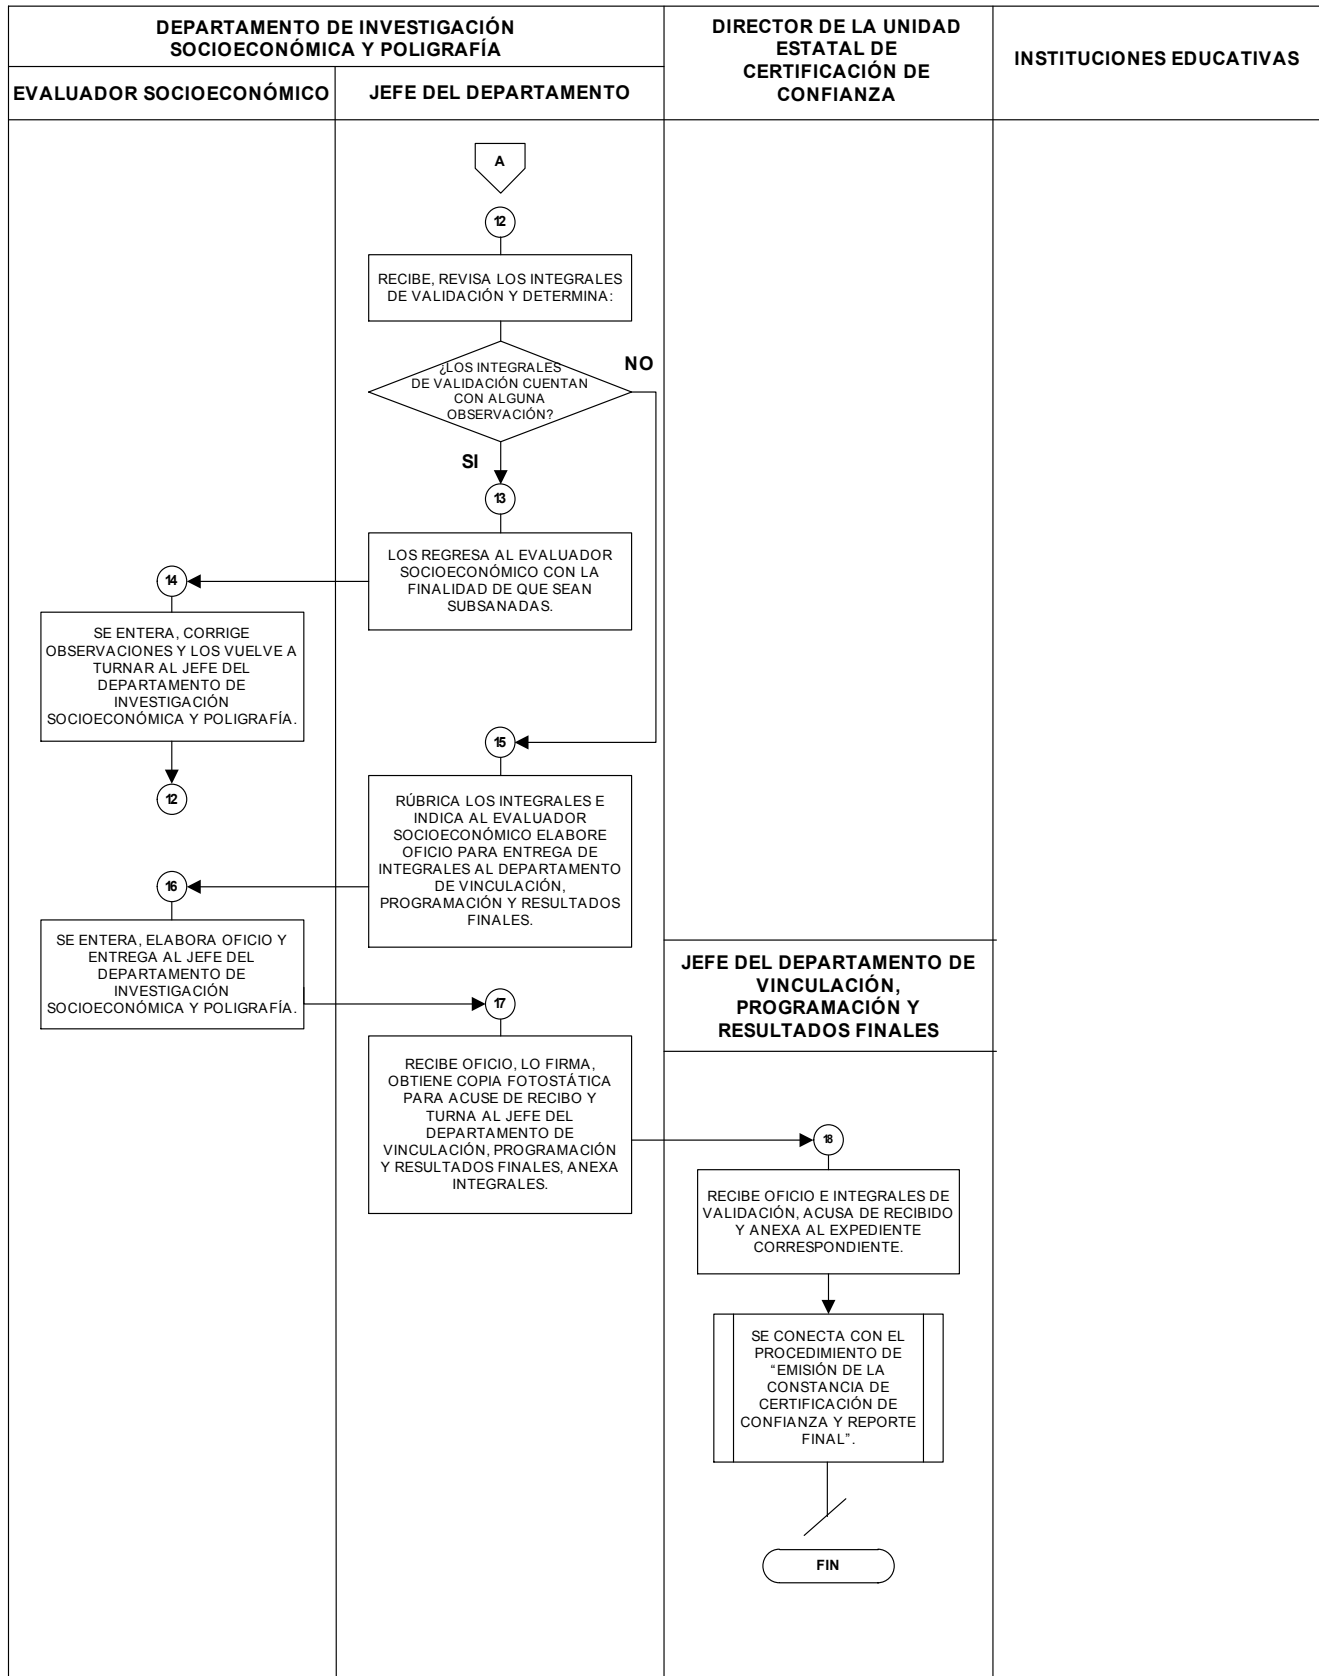 DEPARTAMENTO DE INVESTIGACIÓN
SOCIOECONÓMICA Y POLIGRAFÍA
DIRECTOR DE LA UNIDAD
ESTATAL DE
CERTIFICACIÓN DE
CONFIANZA
INSTITUCIONES EDUCATIVAS
EVALUADOR SOCIOECONÓMICO
JEFE DEL DEPARTAMENTO
A
12
RECIBE, REVISA LOS INTEGRALES
DE VALIDACIÓN Y DETERMINA:
¿LOS INTEGRALES
DE VALIDACIÓN CUENTAN
CON ALGUNA
OBSERVACIÓN?
NO
SI
13
LOS REGRESA AL EVALUADOR
SOCIOECONÓMICO CON LA
FINALIDAD DE QUE SEAN
SUBSANADAS.
14
SE ENTERA, CORRIGE
OBSERVACIONES Y LOS VUELVE A
TURNAR AL JEFE DEL
DEPARTAMENTO DE
INVESTIGACIÓN
SOCIOECONÓMICA Y POLIGRAFÍA.
12
15
RÚBRICA LOS INTEGRALES E
INDICA AL EVALUADOR
SOCIOECONÓMICO ELABORE
OFICIO PARA ENTREGA DE
INTEGRALES AL DEPARTAMENTO
DE VINCULACIÓN,
PROGRAMACIÓN Y RESULTADOS
FINALES.
16
SE ENTERA, ELABORA OFICIO Y
ENTREGA AL JEFE DEL
DEPARTAMENTO DE
INVESTIGACIÓN
SOCIOECONÓMICA Y POLIGRAFÍA.
JEFE DEL DEPARTAMENTO DE
VINCULACIÓN,
PROGRAMACIÓN Y
RESULTADOS FINALES
17
RECIBE OFICIO, LO FIRMA,
OBTIENE COPIA FOTOSTÁTICA
PARA ACUSE DE RECIBO Y
TURNA AL JEFE DEL
DEPARTAMENTO DE
VINCULACIÓN, PROGRAMACIÓN
Y RESULTADOS FINALES, ANEXA
INTEGRALES.
18
RECIBE OFICIO E INTEGRALES DE
VALIDACIÓN, ACUSA DE RECIBIDO
Y ANEXA AL EXPEDIENTE
CORRESPONDIENTE.
SE CONECTA CON EL
PROCEDIMIENTO DE
“EMISIÓN DE LA
CONSTANCIA DE
CERTIFICACIÓN DE
CONFIANZA Y REPORTE
FINAL”.
FIN